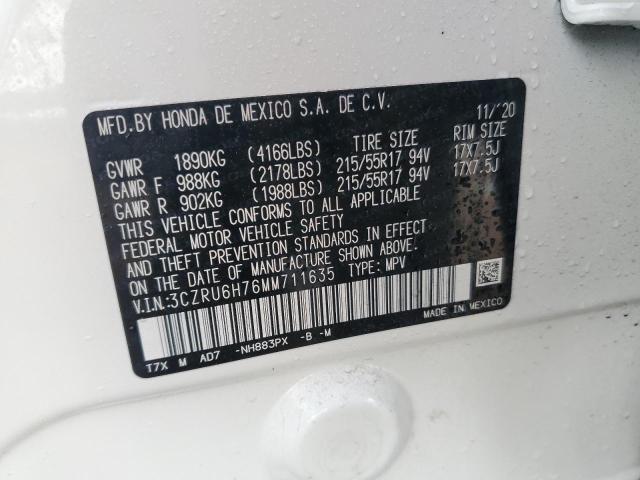 MFD.BY HONDA DE MEXICO S.A. DE C.V. 11/'20
TIRE SIZE RIM SIZE
GVWR 1890KG (4166LBS)
GAWR F 988KG (2178LBS) 215/55R17 94V 17X7.5J
GAWR R 902KG (1988LBS) 215/55R17 94V 17X7.5J
THIS VEHICLE CONFORMS TO ALL APPLICABLE
FEDERAL MOTOR VEHICLE SAFETY
AND THEFT PREVENTION STANDARDS IN EFFECT
ON THE DATE OF MANUFACTURE SHOWN ABOVE.
V.I.N.:3CZRU6H76MM711635 TYPE: MPV
MADE IN MEXICO
T7X M AD7 -NH883PX -B -M